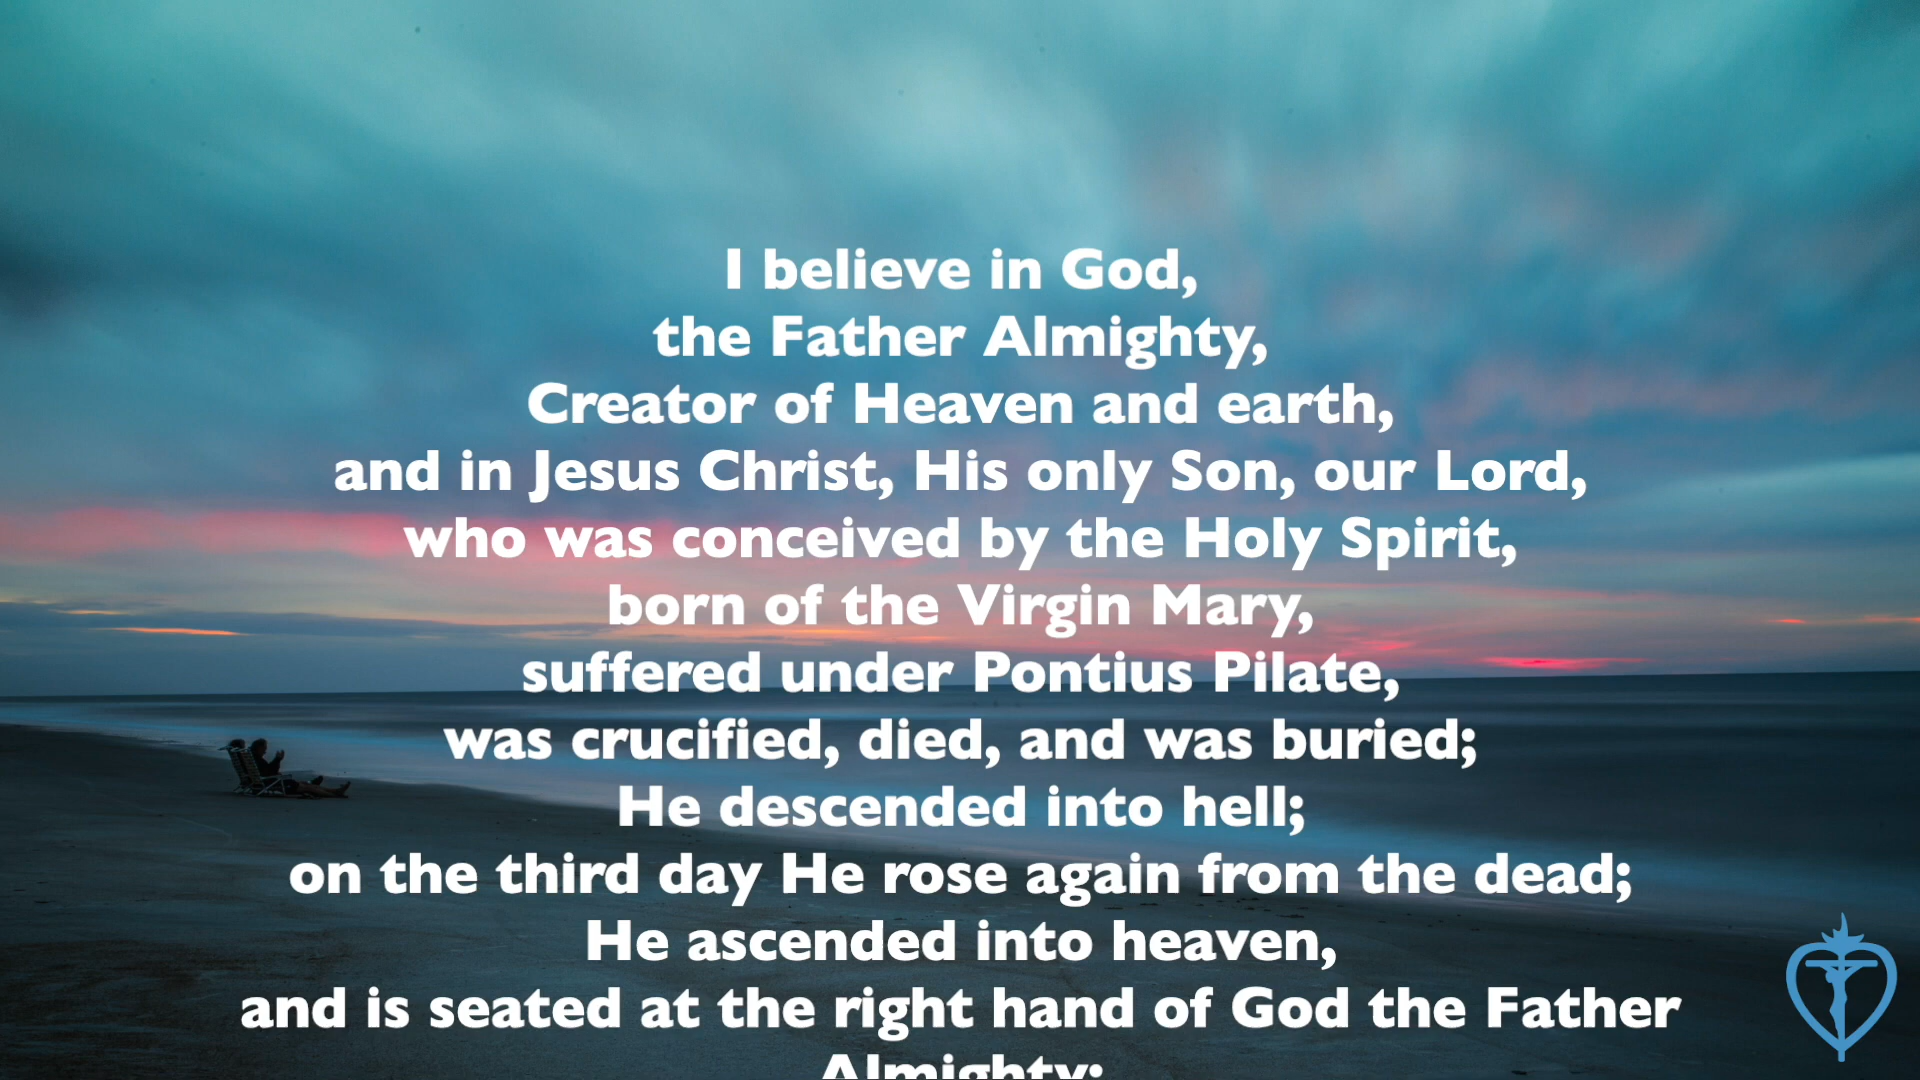 I believe in God,
the Father Almighty,
Creator of Heaven and earth,
and in Jesus Christ, His only Son, our Lord,
who was conceived by the Holy Spirit,
born of the Virgin Mary,
suffered under Pontius Pilate,
was crucified, died, and was buried;
He descended into hell;
on the third day He rose again from the dead;
He ascended into heaven,
and is seated at the right hand of God the Father
Almighty;